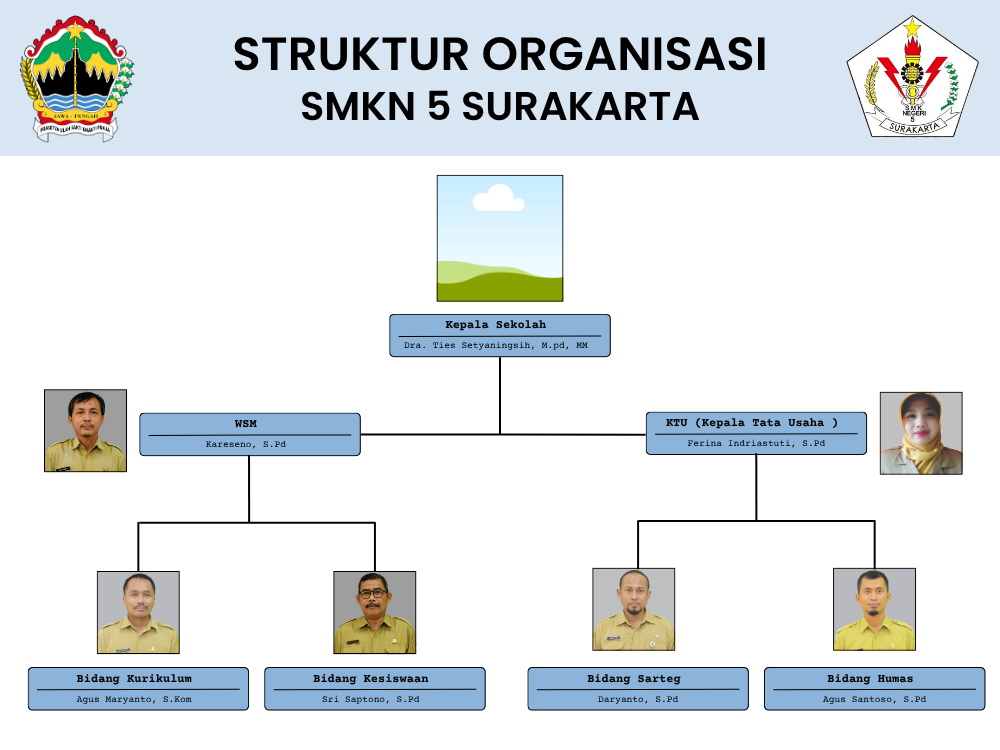 STRUKTUR ORGANISASI
SMKN 5 SURAKARTA
JAWA - TENGAH
SMK
NEGERI
5
SURAKARTA
Kepala Sekolah
Dra. Ties Setyaningsih, M.pd, MM
WSM
Kareseno, S.Pd
KTU (Kepala Tata Usaha )
Ferina Indriastuti, S.Pd
Bidang Kurikulum
Agus Maryanto, S.Kom
Bidang Kesiswaan
Sri Saptono, S.Pd
Bidang Sarteg
Daryanto, S.Pd
Bidang Humas
Agus Santoso, S.Pd